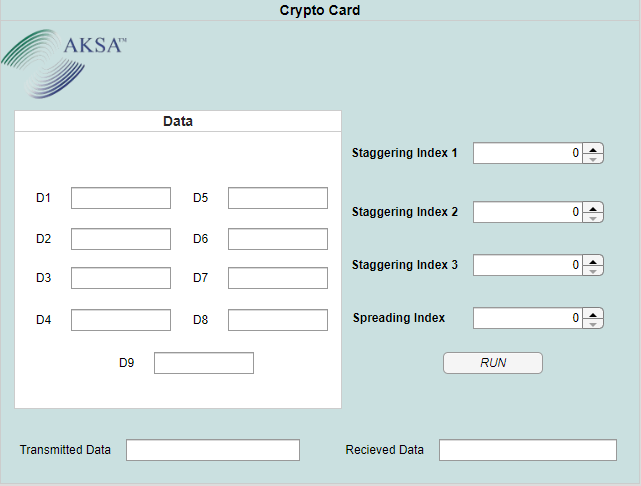 Crypto Card
AKSA™
Data
D1
D5
D2
D6
D3
D7
D4
D8
D9
Staggering Index 1
0
Staggering Index 2
0
Staggering Index 3
0
Spreading Index
0
RUN
Transmitted Data
Recieved Data